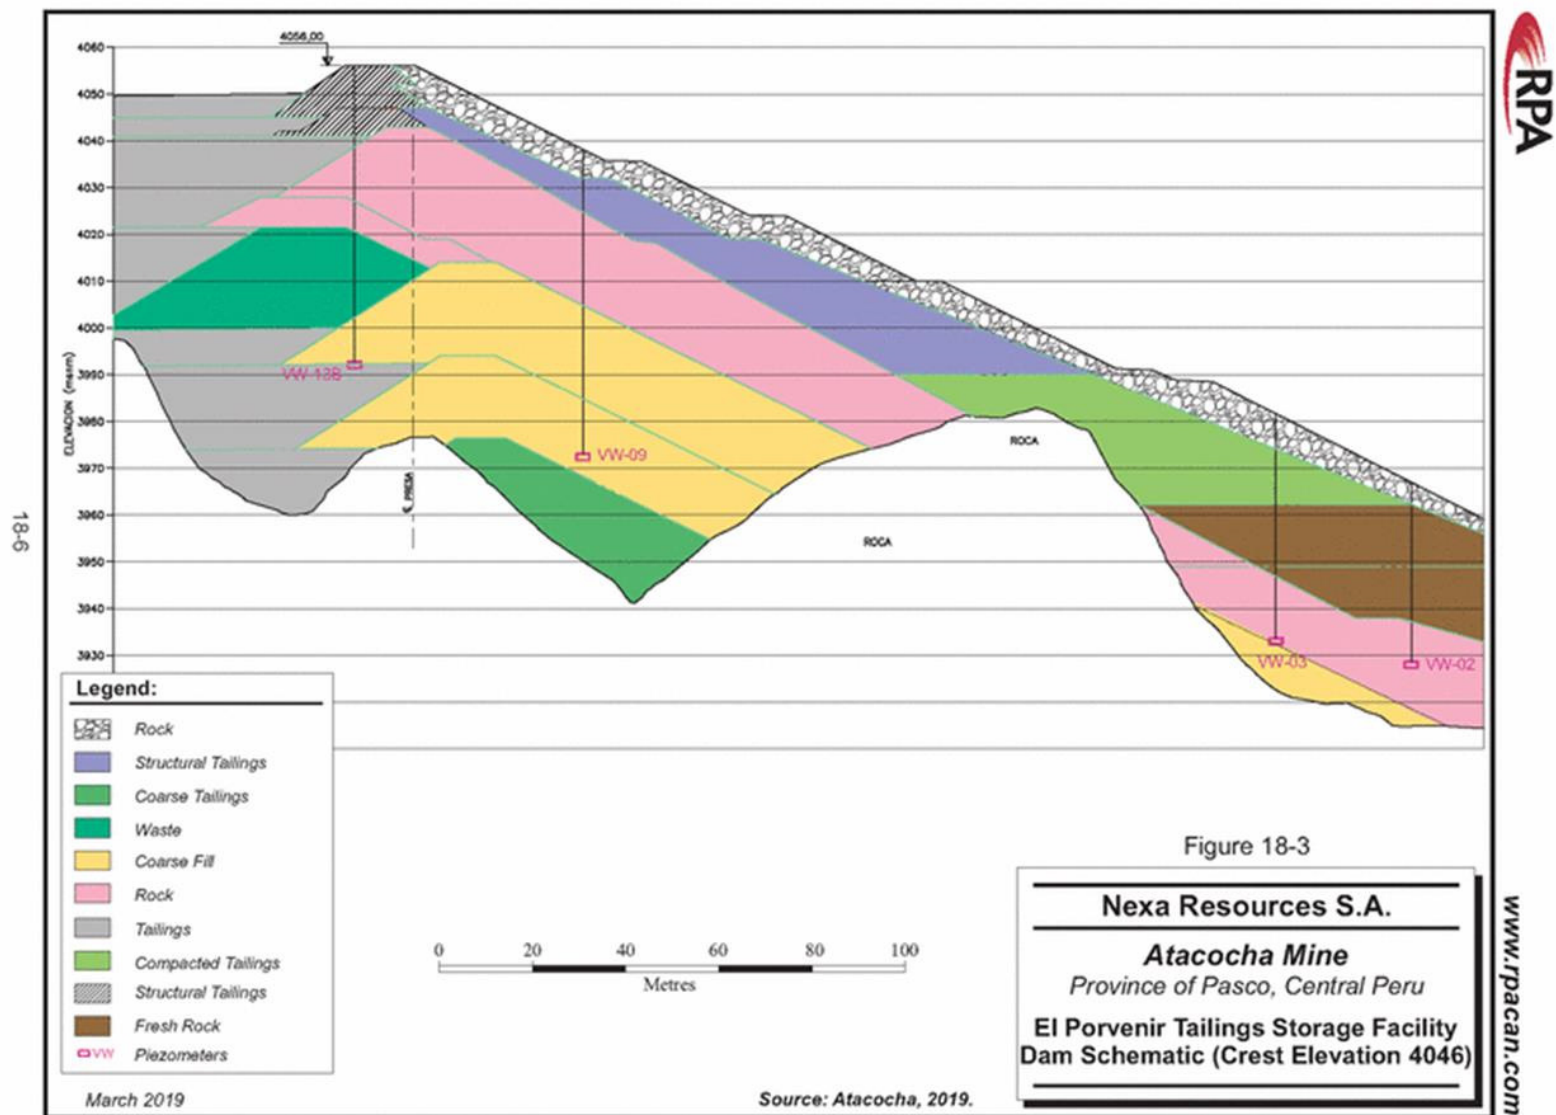 4056,00
4060
4050
4040
4030
4020
4010
4000
3990
3980
3970
3960
3950
3940
3930
ELEVACION (msnm)
VW-13B
VW-09
VW-03
VW-02
PRESA
ROCA
ROCA
Legend:
Rock
Structural Tailings
Coarse Tailings
Waste
Coarse Fill
Rock
Tailings
Compacted Tailings
Structural Tailings
Fresh Rock
VW Piezometers
March 2019
0 20 40 60 80 100
Metres
Source: Atacocha, 2019.
Figure 18-3
Nexa Resources S.A.
Atacocha Mine
Province of Pasco, Central Peru
El Porvenir Tailings Storage Facility
Dam Schematic (Crest Elevation 4046)
18-6
RPA
www.rpacan.com